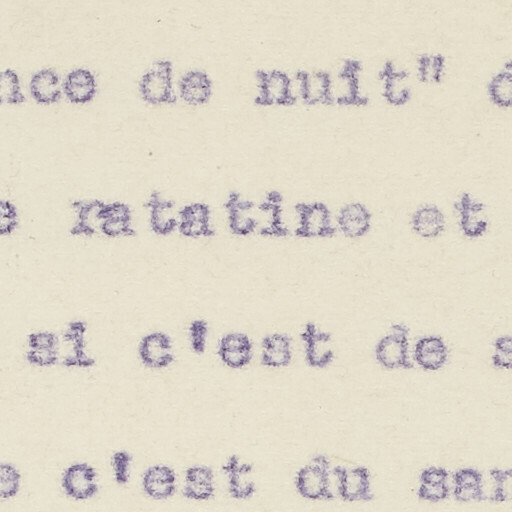 nce de nuit" d
e ratatine et
si c'est de s
e c'est du san